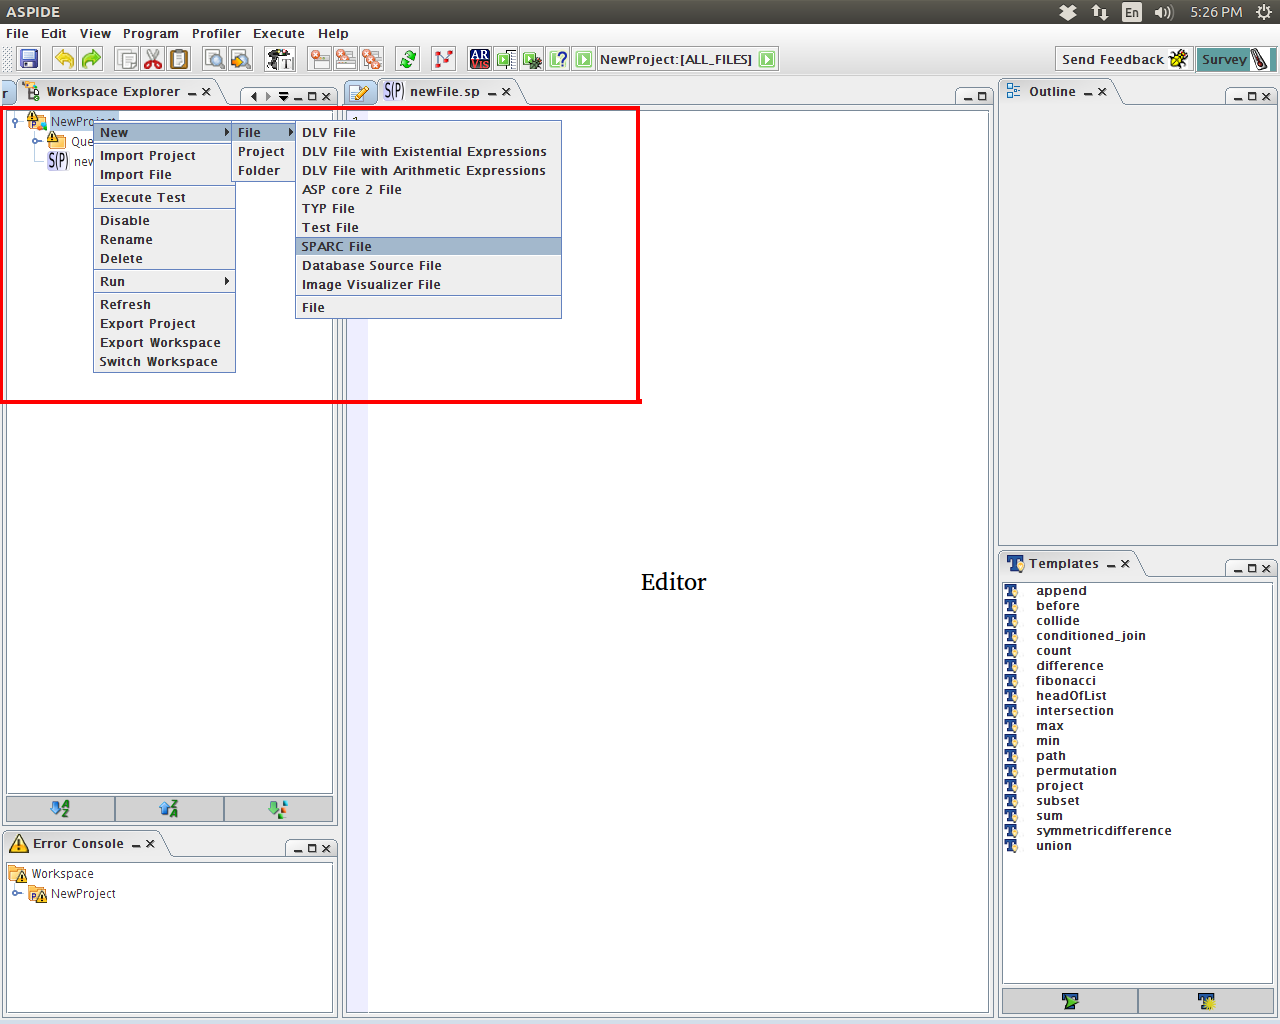 ASPIDE
En
5:26 PM
File Edit View Program Profiler Execute Help
NewProject:[ALL_FILES]
Send Feedback
Survey
Workspace Explorer
newFile.sp
Outline
NewProject
Que
new
New
Import Project
Import File
Execute Test
Disable
Rename
Delete
Run
Refresh
Export Project
Export Workspace
Switch Workspace
File
Project
Folder
DLV File
DLV File with Existential Expressions
DLV File with Arithmetic Expressions
ASP core 2 File
TYP File
Test File
SPARC File
Database Source File
Image Visualizer File
File
Editor
Templates
append
before
collide
conditioned_join
count
difference
fibonacci
headOfList
intersection
max
min
path
permutation
project
subset
sum
symmetricdifference
union
Error Console
Workspace
NewProject